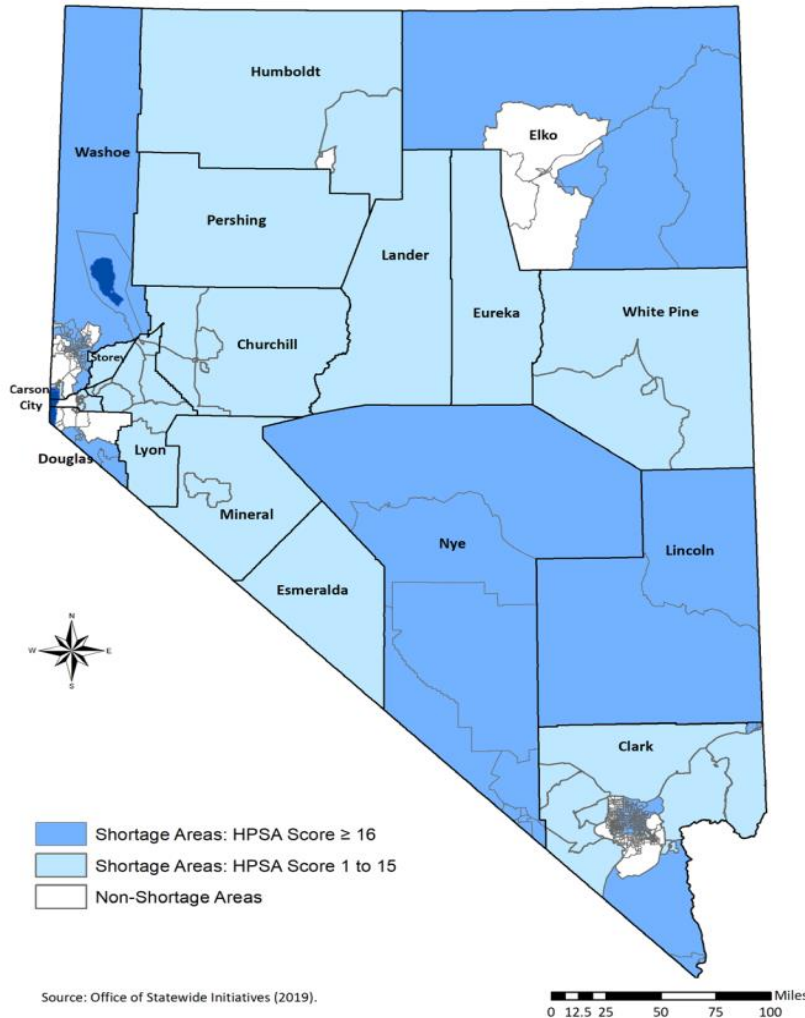 Humboldt
Elko
Washoe
Pershing
Lander
Eureka
White Pine
Churchill
Storey
Carson
City
Lyon
Douglas
Mineral
Nye
Lincoln
Esmeralda
N
W E
S
Clark
Shortage Areas: HPSA Score ≥ 16
Shortage Areas: HPSA Score 1 to 15
Non-Shortage Areas
Source: Office of Statewide Initiatives (2019).
Miles
0 12.5 25 50 75 100